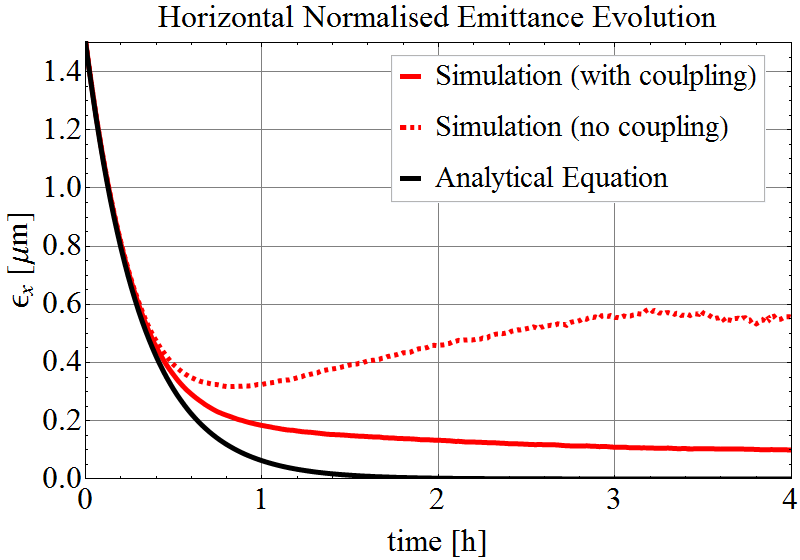 Horizontal Normalised Emittance Evolution
Simulation (with coulpling)
Simulation (no coupling)
Analytical Equation
ϵx [μm]
1.4
1.2
1.0
0.8
0.6
0.4
0.2
0.0
0 1 2 3 4
time [h]